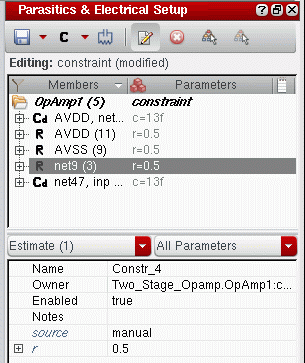 Parasitics & Electrical Setup
C
Editing: constraint (modified)
Members Parameters
OpAmp1 (5) constraint
Cd AVDD, net... c=13f
R AVDD (11) r=0.5
R AVSS (9) r=0.5
R net9 (3) r=0.5
Cd net47, inp ... c=13f
Estimate (1) All Parameters
Name Constr_4
Owner Two_Stage_Opamp.OpAmp1:c...
Enabled true
Notes
source manual
r 0.5